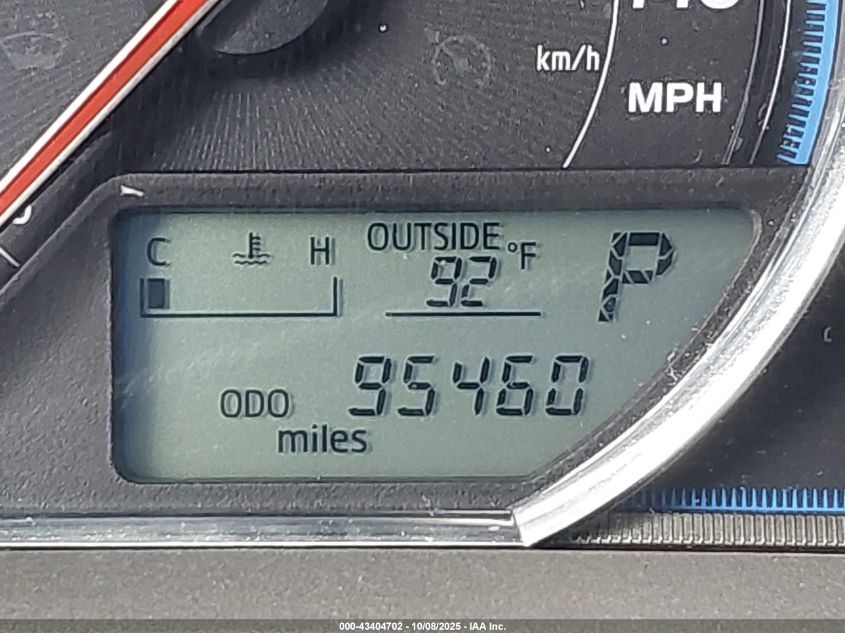 km/h
MPH
C H OUTSIDE
92 °F P
ODO 95460
miles
000-43404702 - 10/08/2025 - IAA Inc.